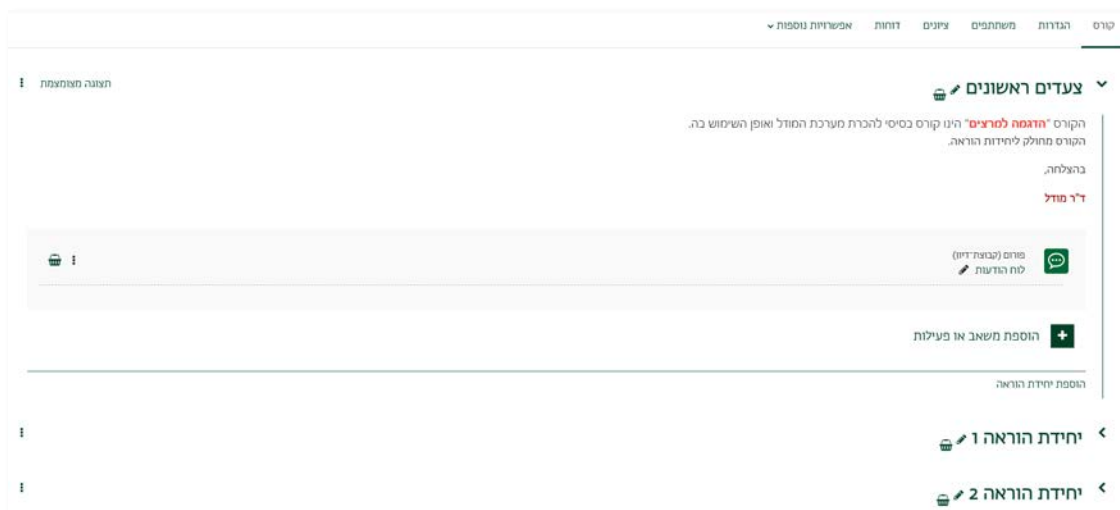 קורס הגדרות משתתפים ציונים דוחות אפשרויות נוספות
צעדים ראשונים
תצוגה מצומצמת
הקורס "הדגמה למרצים" הינו קורס בסיסי להכרת מערכת המודל ואופן השימוש בה.
הקורס מחולק ליחידות הוראה.
בהצלחה,
ד"ר מודל
פורום (קבוצת־דיון)
לוח הודעות
הוספת משאב או פעילות
הוספת יחידת הוראה
יחידת הוראה 1
יחידת הוראה 2